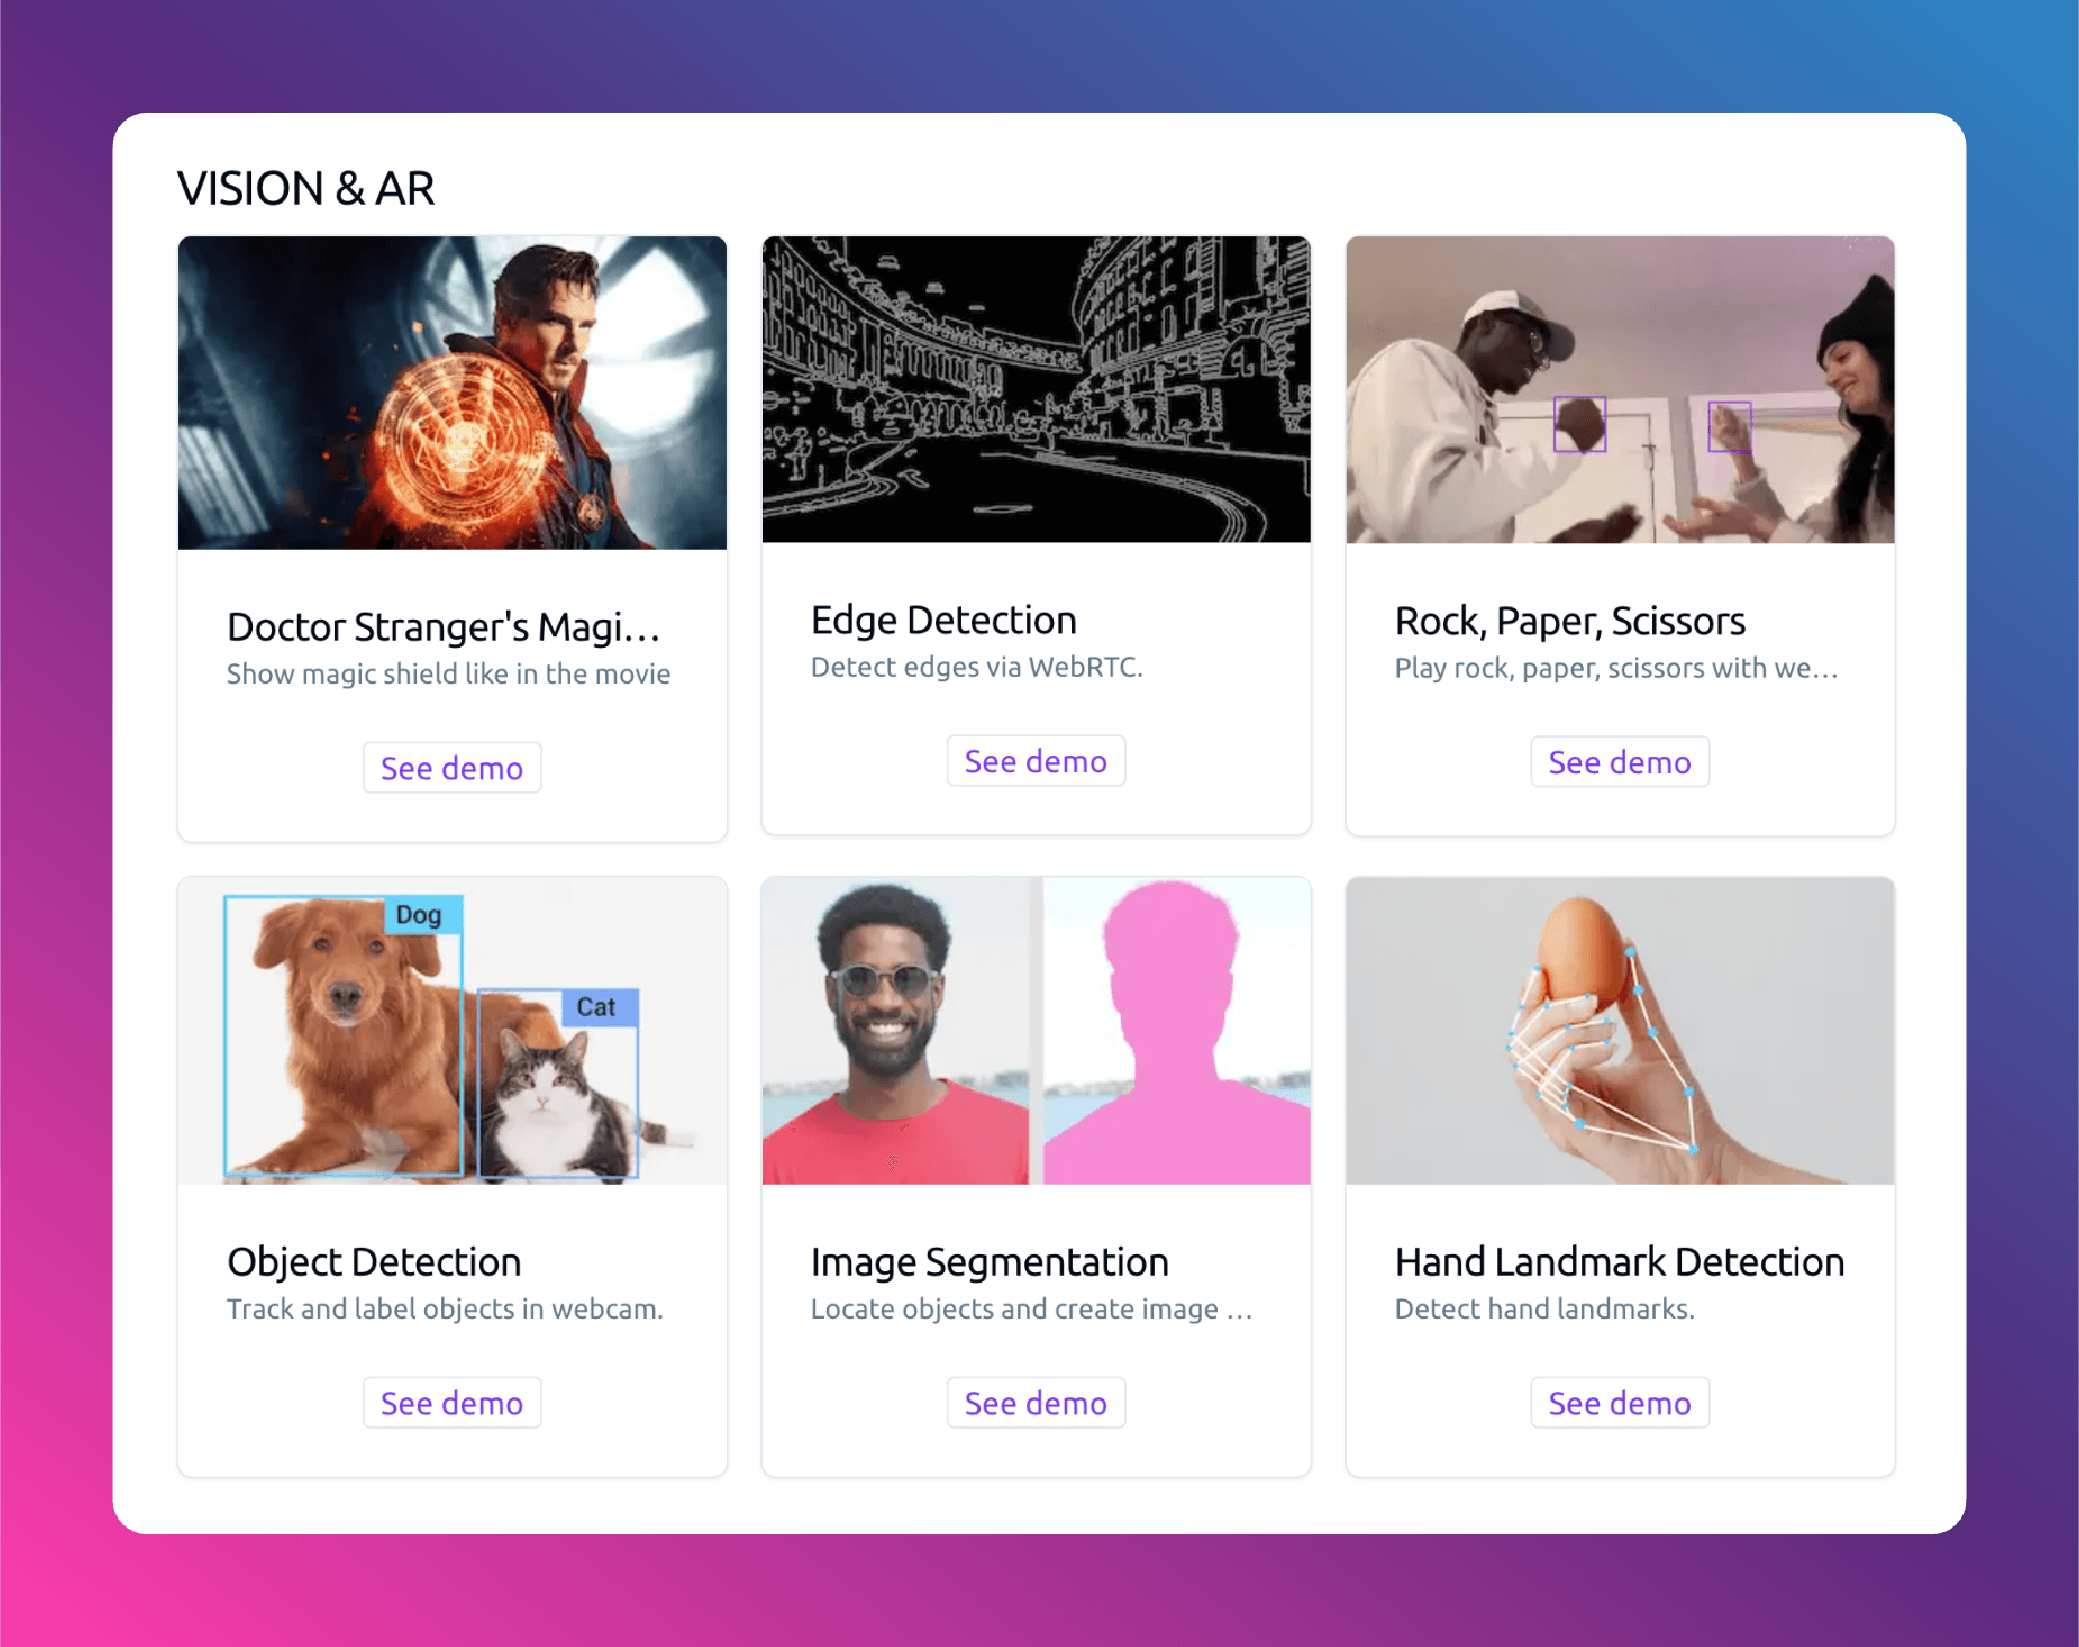 VISION & AR
Doctor Stranger's Magi...
Show magic shield like in the movie
See demo
Edge Detection
Detect edges via WebRTC.
See demo
Rock, Paper, Scissors
Play rock, paper, scissors with we...
See demo
Dog
Cat
Object Detection
Track and label objects in webcam.
See demo
Image Segmentation
Locate objects and create image ...
See demo
Hand Landmark Detection
Detect hand landmarks.
See demo